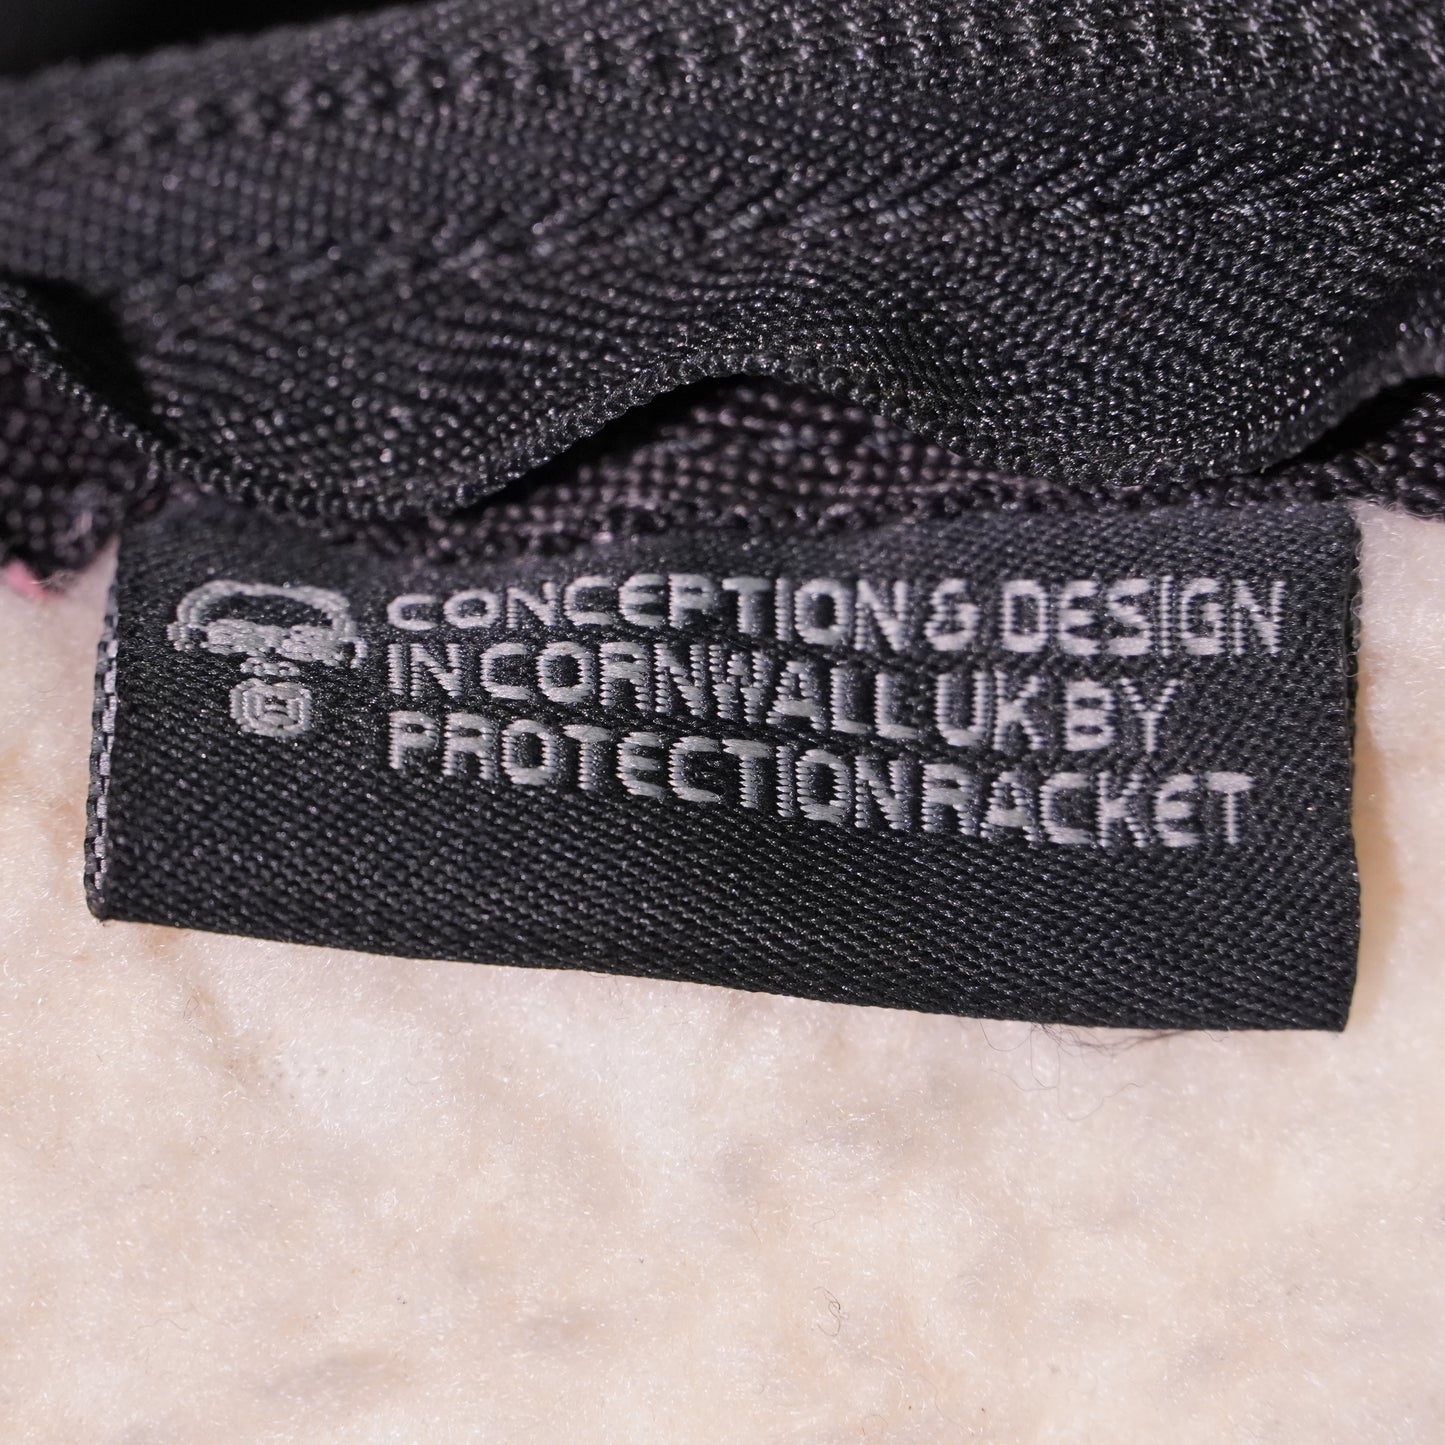 CONCEPTION & DESIGN
IN CORNWALL UK BY
PROTECTION RACKET